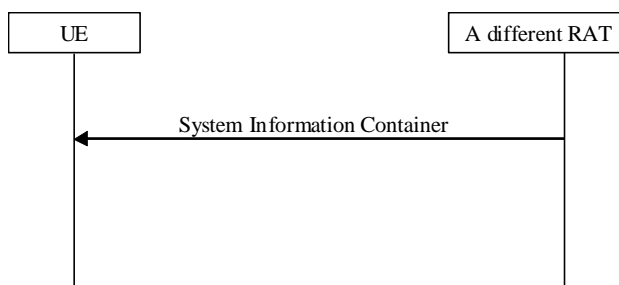 UE
A different RAT
System Information Container